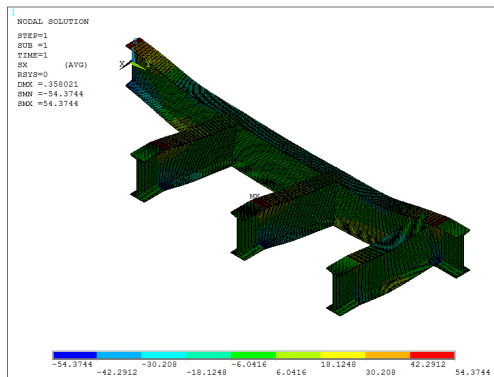 1
NODAL SOLUTION
STEP=1
SUB =1
TIME=1
SX (AVG)
RSYS=0
DMX =.358021
SMN =-54.3744
SMX =54.3744
X Y
MX
-54.3744 -30.208 -6.0416 18.1248 42.2912
-42.2912 -18.1248 6.0416 30.208 54.3744